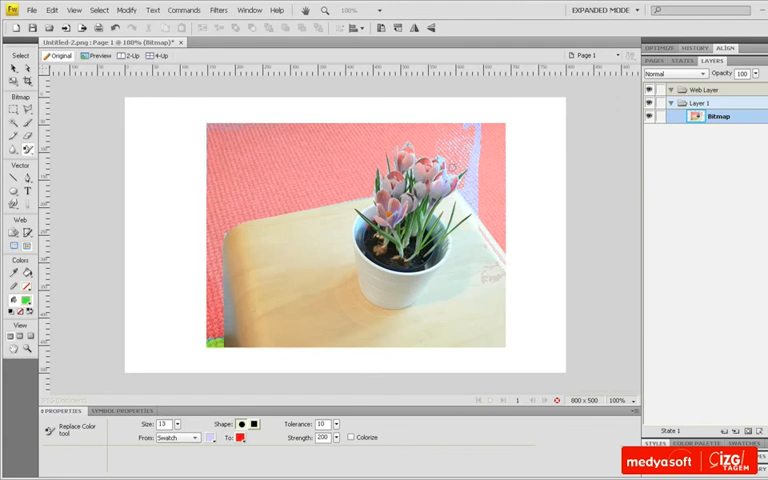 Fw File Edit View Select Modify Text Commands Filters Window Help 100% EXPANDED MODE
Untitled-2.png : Page 1 @ 100% (Bitmap)*
Select Original Preview 2-Up 4-Up Page 1
OPTIMIZE HISTORY ALIGN
PAGES STATES LAYERS
Normal Opacity 100
Web Layer
Layer 1
Bitmap
Bitmap
Vector
Web
Colors
View
1 800 x 500 100%
State 1
PROPERTIES SYMBOL PROPERTIES
Replace Color tool
Size: 13 Shape: Tolerance: 10
From: Swatch To: Strength: 200 Colorize
STYLES COLOR PALETTE SWATCHES
medyasoft ÇİZGİ TAGEM